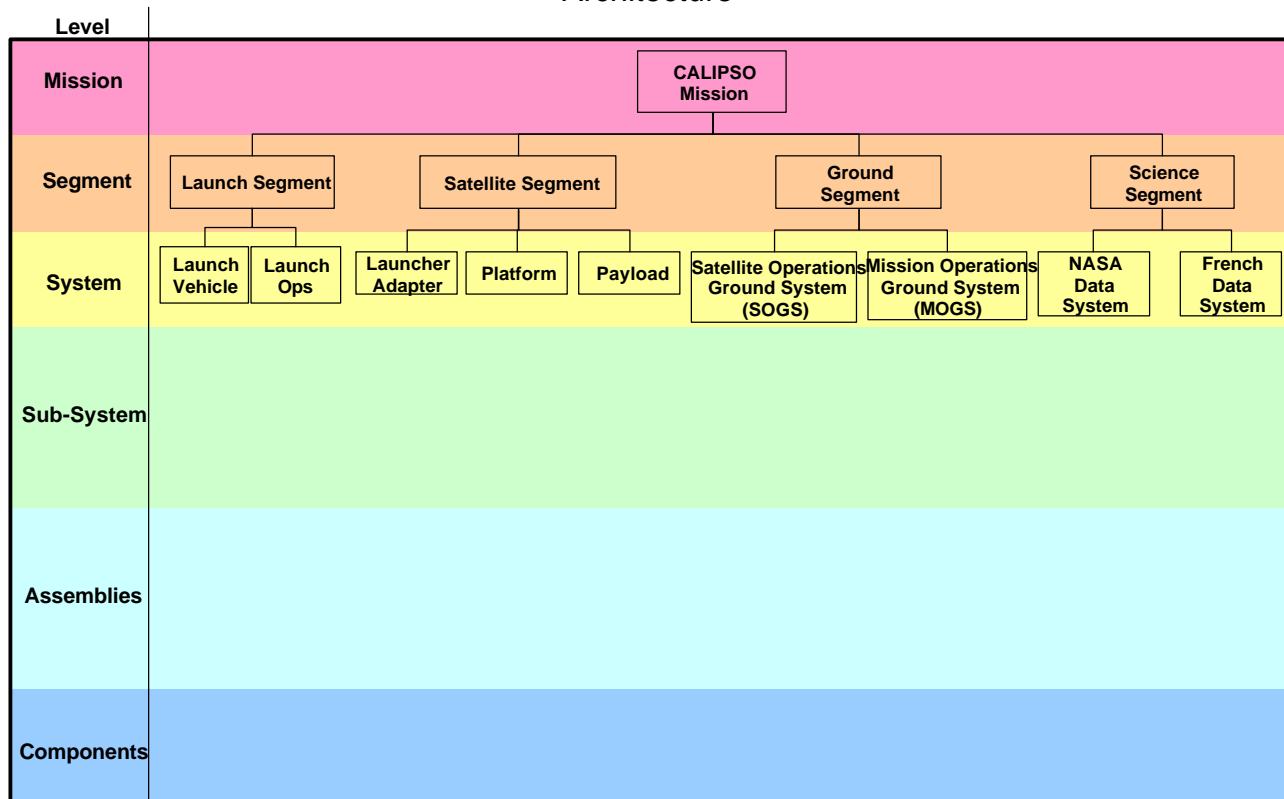 Architecture
Level
Mission
CALIPSO
Mission
Segment
Launch Segment
Satellite Segment
Ground
Segment
Science
Segment
System
Launch
Vehicle
Launch
Ops
Launcher
Adapter
Platform
Payload
Satellite Operations
Ground System
(SOGS)
Mission Operations
Ground System
(MOGS)
NASA
Data
System
French
Data
System
Sub-System
Assemblies
Components